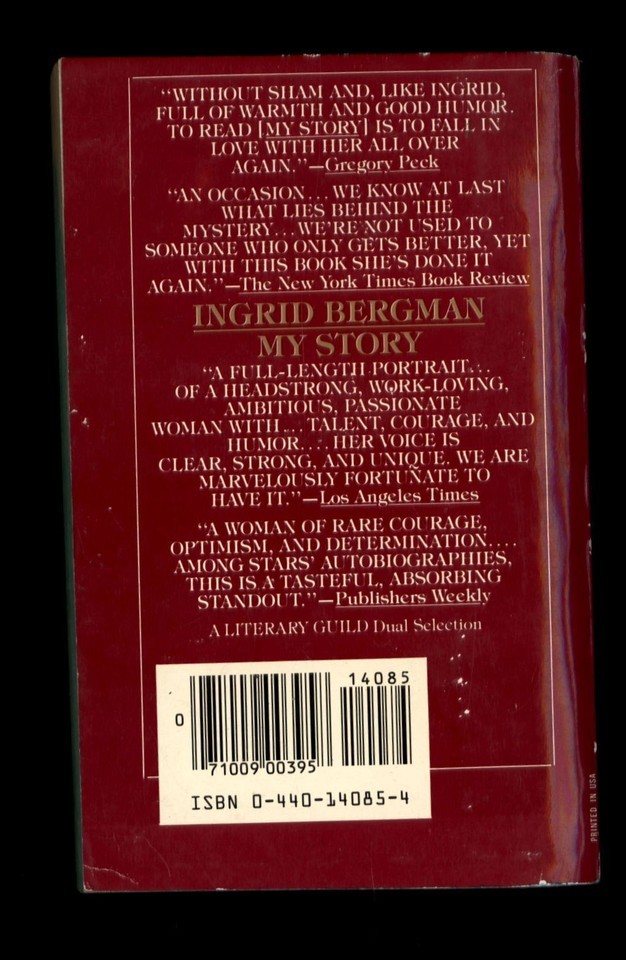 “WITHOUT SHAM AND, LIKE INGRID,
FULL OF WARMTH AND GOOD HUMOR.
TO READ [MY STORY] IS TO FALL IN
LOVE WITH HER ALL OVER
AGAIN.”—Gregory Peck
“AN OCCASION... WE KNOW AT LAST
WHAT LIES BEHIND THE
MYSTERY... WE'RE NOT USED TO
SOMEONE WHO ONLY GETS BETTER, YET
WITH THIS BOOK SHE'S DONE IT
AGAIN.”—The New York Times Book Review
INGRID BERGMAN
MY STORY
“A FULL-LENGTH PORTRAIT...
OF A HEADSTRONG, WORK-LOVING,
AMBITIOUS, PASSIONATE
WOMAN WITH... TALENT, COURAGE, AND
HUMOR.... HER VOICE IS
CLEAR, STRONG, AND UNIQUE. WE ARE
MARVELOUSLY FORTUNATE TO
HAVE IT.”—Los Angeles Times
“A WOMAN OF RARE COURAGE,
OPTIMISM, AND DETERMINATION....
AMONG STARS' AUTOBIOGRAPHIES,
THIS IS A TASTEFUL, ABSORBING
STANDOUT.”—Publishers Weekly
A LITERARY GUILD Dual Selection
14085
0
71009 00395
ISBN 0-440-14085-4
PRINTED IN USA